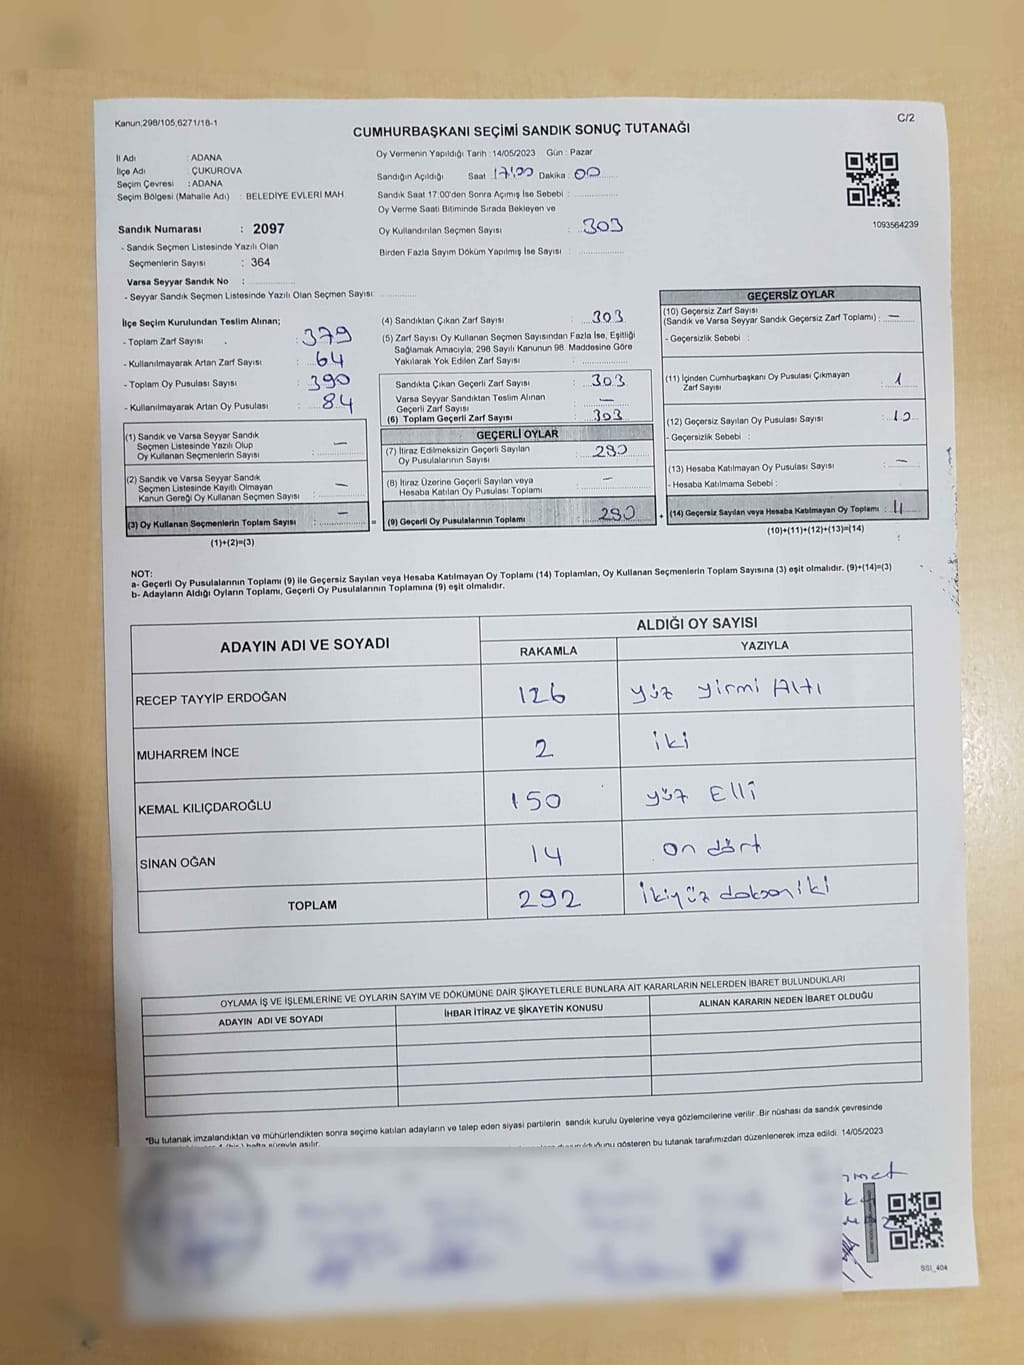 Kanun;298/105,6271/18-1
C/2
CUMHURBAŞKANI SEÇİMİ SANDIK SONUÇ TUTANAĞI
İl Adı : ADANA
İlçe Adı : ÇUKUROVA
Seçim Çevresi : ADANA
Seçim Bölgesi (Mahalle Adı) : BELEDİYE EVLERİ MAH
Oy Vermenin Yapıldığı Tarih : 14/05/2023 Gün : Pazar
Sandığın Açıldığı Saat 17:00 Dakika : 00
Sandık Saat 17:00'den Sonra Açılmış İse Sebebi :
Oy Verme Saati Bitiminde Sırada Bekleyen ve
Oy Kullandırılan Seçmen Sayısı : 303
Birden Fazla Sayım Döküm Yapılmış İse Sayısı :
1093564239
Sandık Numarası : 2097
- Sandık Seçmen Listesinde Yazılı Olan
Seçmenlerin Sayısı : 364
Varsa Seyyar Sandık No :
- Seyyar Sandık Seçmen Listesinde Yazılı Olan Seçmen Sayısı:
İlçe Seçim Kurulundan Teslim Alınan;
- Toplam Zarf Sayısı : 379
- Kullanılmayarak Artan Zarf Sayısı : 64
- Toplam Oy Pusulası Sayısı : 390
- Kullanılmayarak Artan Oy Pusulası : 84
(1) Sandık ve Varsa Seyyar Sandık
Seçmen Listesinde Yazılı Olup
Oy Kullanan Seçmenlerin Sayısı : —
(2) Sandık ve Varsa Seyyar Sandık
Seçmen Listesinde Kayıtlı Olmayan
Kanun Gereği Oy Kullanan Seçmen Sayısı : —
(3) Oy Kullanan Seçmenlerin Toplam Sayısı : —
(1)+(2)=(3)
(4) Sandıktan Çıkan Zarf Sayısı : 303
(5) Zarf Sayısı Oy Kullanan Seçmen Sayısından Fazla İse, Eşitliği
Sağlamak Amacıyla; 298 Sayılı Kanunun 98. Maddesine Göre
Yakılarak Yok Edilen Zarf Sayısı :
Sandıkta Çıkan Geçerli Zarf Sayısı : 303
Varsa Seyyar Sandıktan Teslim Alınan
Geçerli Zarf Sayısı : —
(6) Toplam Geçerli Zarf Sayısı : 303
GEÇERLİ OYLAR
(7) İtiraz Edilmeksizin Geçerli Sayılan
Oy Pusulalarının Sayısı :
(8) İtiraz Üzerine Geçerli Sayılan veya
Hesaba Katılan Oy Pusulası Toplamı : —
= (9) Geçerli Oy Pusulalarının Toplamı :
GEÇERSİZ OYLAR
(10) Geçersiz Zarf Sayısı
(Sandık ve Varsa Seyyar Sandık Geçersiz Zarf Toplamı) : —
- Geçersizlik Sebebi :
(11) İçinden Cumhurbaşkanı Oy Pusulası Çıkmayan
Zarf Sayısı : 1
(12) Geçersiz Sayılan Oy Pusulası Sayısı : 10
- Geçersizlik Sebebi :
(13) Hesaba Katılmayan Oy Pusulası Sayısı : —
- Hesaba Katılmama Sebebi :
+ (14) Geçersiz Sayılan veya Hesaba Katılmayan Oy Toplamı : 11
(10)+(11)+(12)+(13)=(14)
NOT:
a- Geçerli Oy Pusulalarının Toplamı (9) ile Geçersiz Sayılan veya Hesaba Katılmayan Oy Toplamı (14) Toplamları, Oy Kullanan Seçmenlerin Toplam Sayısına (3) eşit olmalıdır. (9)+(14)=(3)
b- Adayların Aldığı Oyların Toplamı, Geçerli Oy Pusulalarının Toplamına (9) eşit olmalıdır.
ADAYIN ADI VE SOYADI
ALDIĞI OY SAYISI
RAKAMLA YAZIYLA
RECEP TAYYİP ERDOĞAN 126 yüz yirmi Altı
MUHARREM İNCE 2 iki
KEMAL KILIÇDAROĞLU 150 yüz Elli
SİNAN OĞAN 14 on dört
TOPLAM 292 İkiyüz doksan iki
OYLAMA İŞ VE İŞLEMLERİNE VE OYLARIN SAYIM VE DÖKÜMÜNE DAİR ŞİKAYETLERLE BUNLARA AİT KARARLARIN NELERDEN İBARET BULUNDUKLARI
ADAYIN ADI VE SOYADI İHBAR İTİRAZ VE ŞİKAYETİN KONUSU ALINAN KARARIN NEDEN İBARET OLDUĞU
*Bu tutanak imzalandıktan ve mühürlendikten sonra seçime katılan adayların ve talep eden siyasi partilerin sandık kurulu üyelerine veya gözlemcilerine verilir .Bir nüshası da sandık çevresinde
gösteren bu tutanak tarafımızdan düzenlenerek imza edildi. 14/05/2023
SSI_404